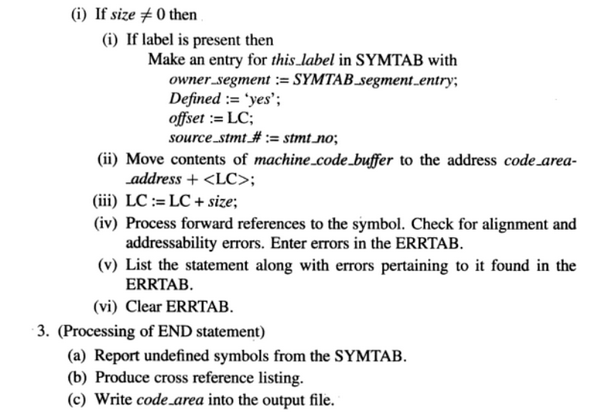 (i) If size ≠ 0 then
(i) If label is present then
Make an entry for this_label in SYMTAB with
owner_segment := SYMTAB_segment_entry;
Defined := ‘yes’;
offset := LC;
source_stmt_# := stmt_no;
(ii) Move contents of machine_code_buffer to the address code_area-
_address + <LC>;
(iii) LC := LC + size;
(iv) Process forward references to the symbol. Check for alignment and
addressability errors. Enter errors in the ERRTAB.
(v) List the statement along with errors pertaining to it found in the
ERRTAB.
(vi) Clear ERRTAB.
3. (Processing of END statement)
(a) Report undefined symbols from the SYMTAB.
(b) Produce cross reference listing.
(c) Write code_area into the output file.